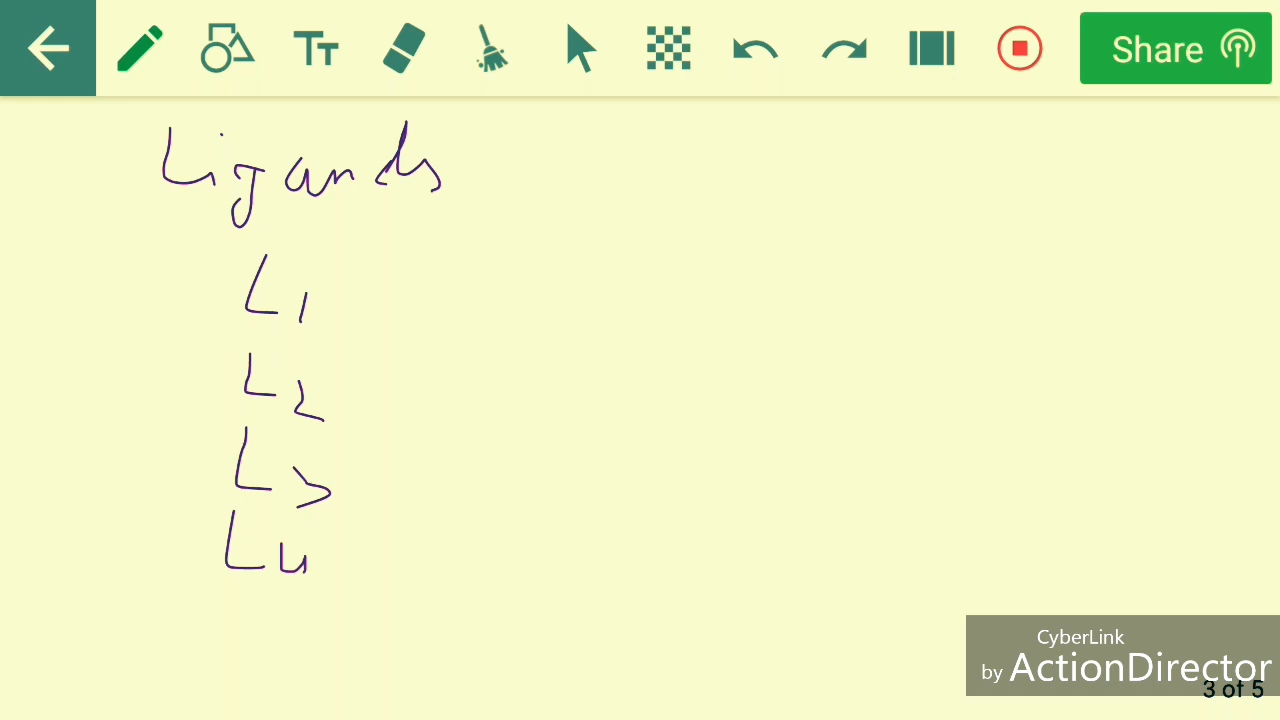 Share
Ligands
L1
L2
L3
L4
CyberLink
by ActionDirector
3 of 5